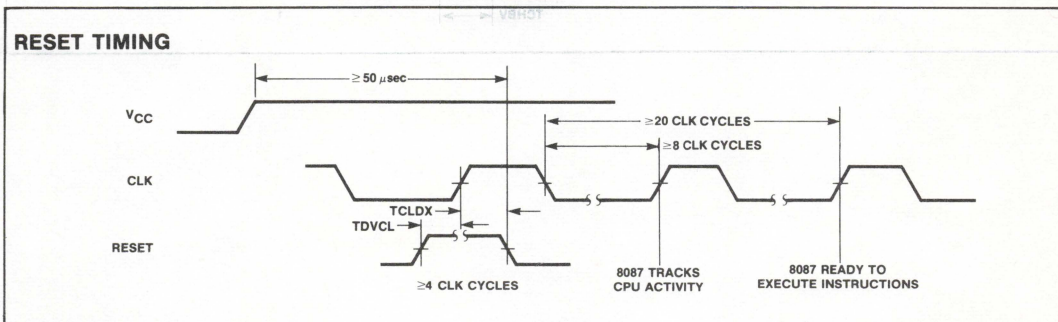 TCHBV
RESET TIMING
≥ 50 μsec
VCC
≥20 CLK CYCLES
≥8 CLK CYCLES
CLK
TCLDX
TDVCL
RESET
≥4 CLK CYCLES
8087 TRACKS
CPU ACTIVITY
8087 READY TO
EXECUTE INSTRUCTIONS